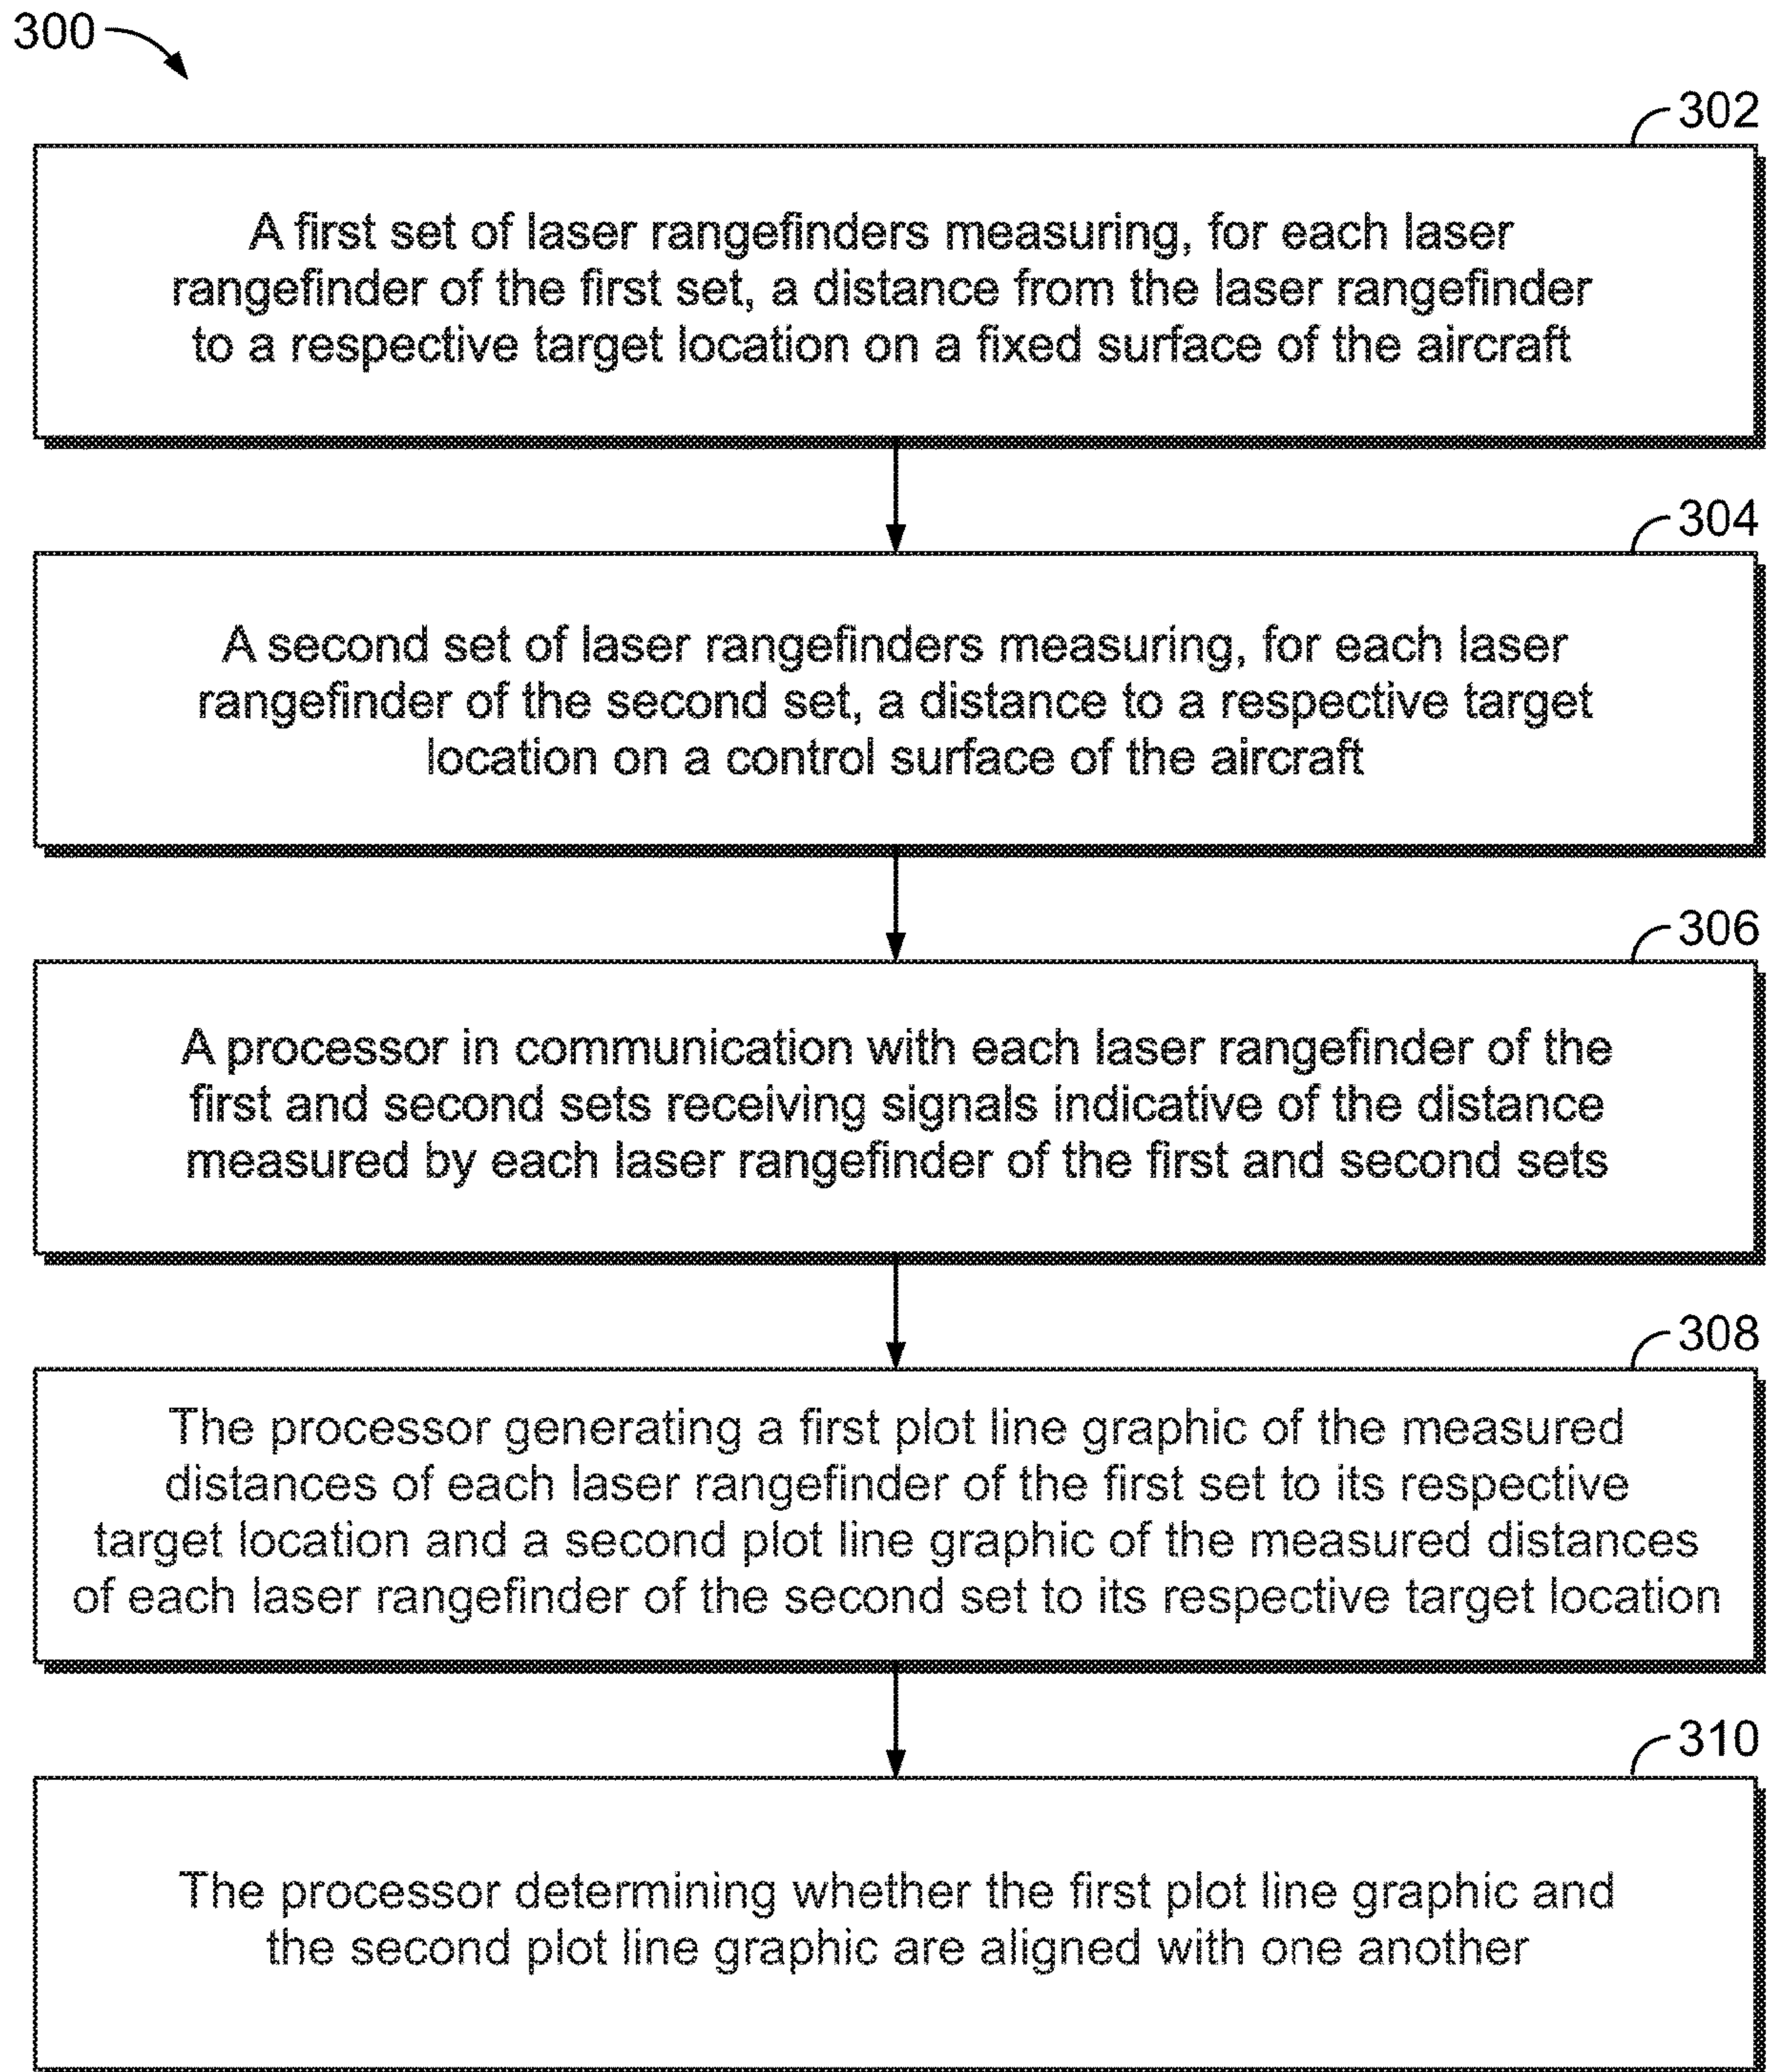 300
302
A first set of laser rangefinders measuring, for each laser
rangefinder of the first set, a distance from the laser rangefinder
to a respective target location on a fixed surface of the aircraft
304
A second set of laser rangefinders measuring, for each laser
rangefinder of the second set, a distance to a respective target
location on a control surface of the aircraft
306
A processor in communication with each laser rangefinder of the
first and second sets receiving signals indicative of the distance
measured by each laser rangefinder of the first and second sets
308
The processor generating a first plot line graphic of the measured
distances of each laser rangefinder of the first set to its respective
target location and a second plot line graphic of the measured distances
of each laser rangefinder of the second set to its respective target location
310
The processor determining whether the first plot line graphic and
the second plot line graphic are aligned with one another